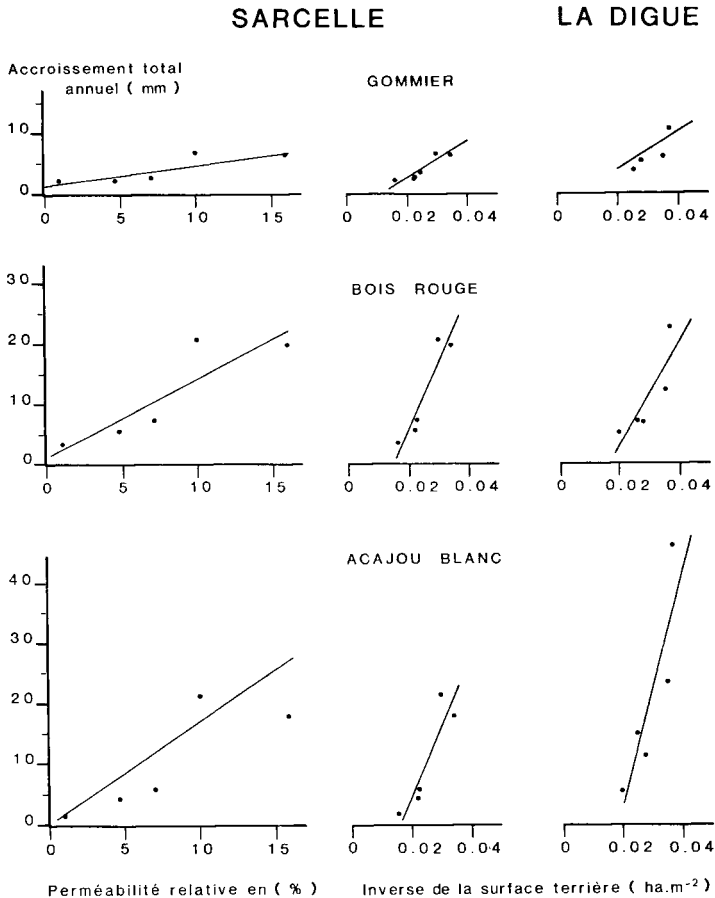 SARCELLE LA DIGUE
Accroissement total
annuel ( mm )
GOMMIER
10
0
0 5 10 15
0 0.02 0.04
0 0.02 0.04
BOIS ROUGE
30
20
10
0
0 5 10 15
0 0.02 0.04
0 0.02 0.04
ACAJOU BLANC
40
30
20
10
0
0 5 10 15
0 0.02 0.04
0 0.02 0.04
Perméabilité relative en ( % ) Inverse de la surface terrière ( ha.m⁻² )